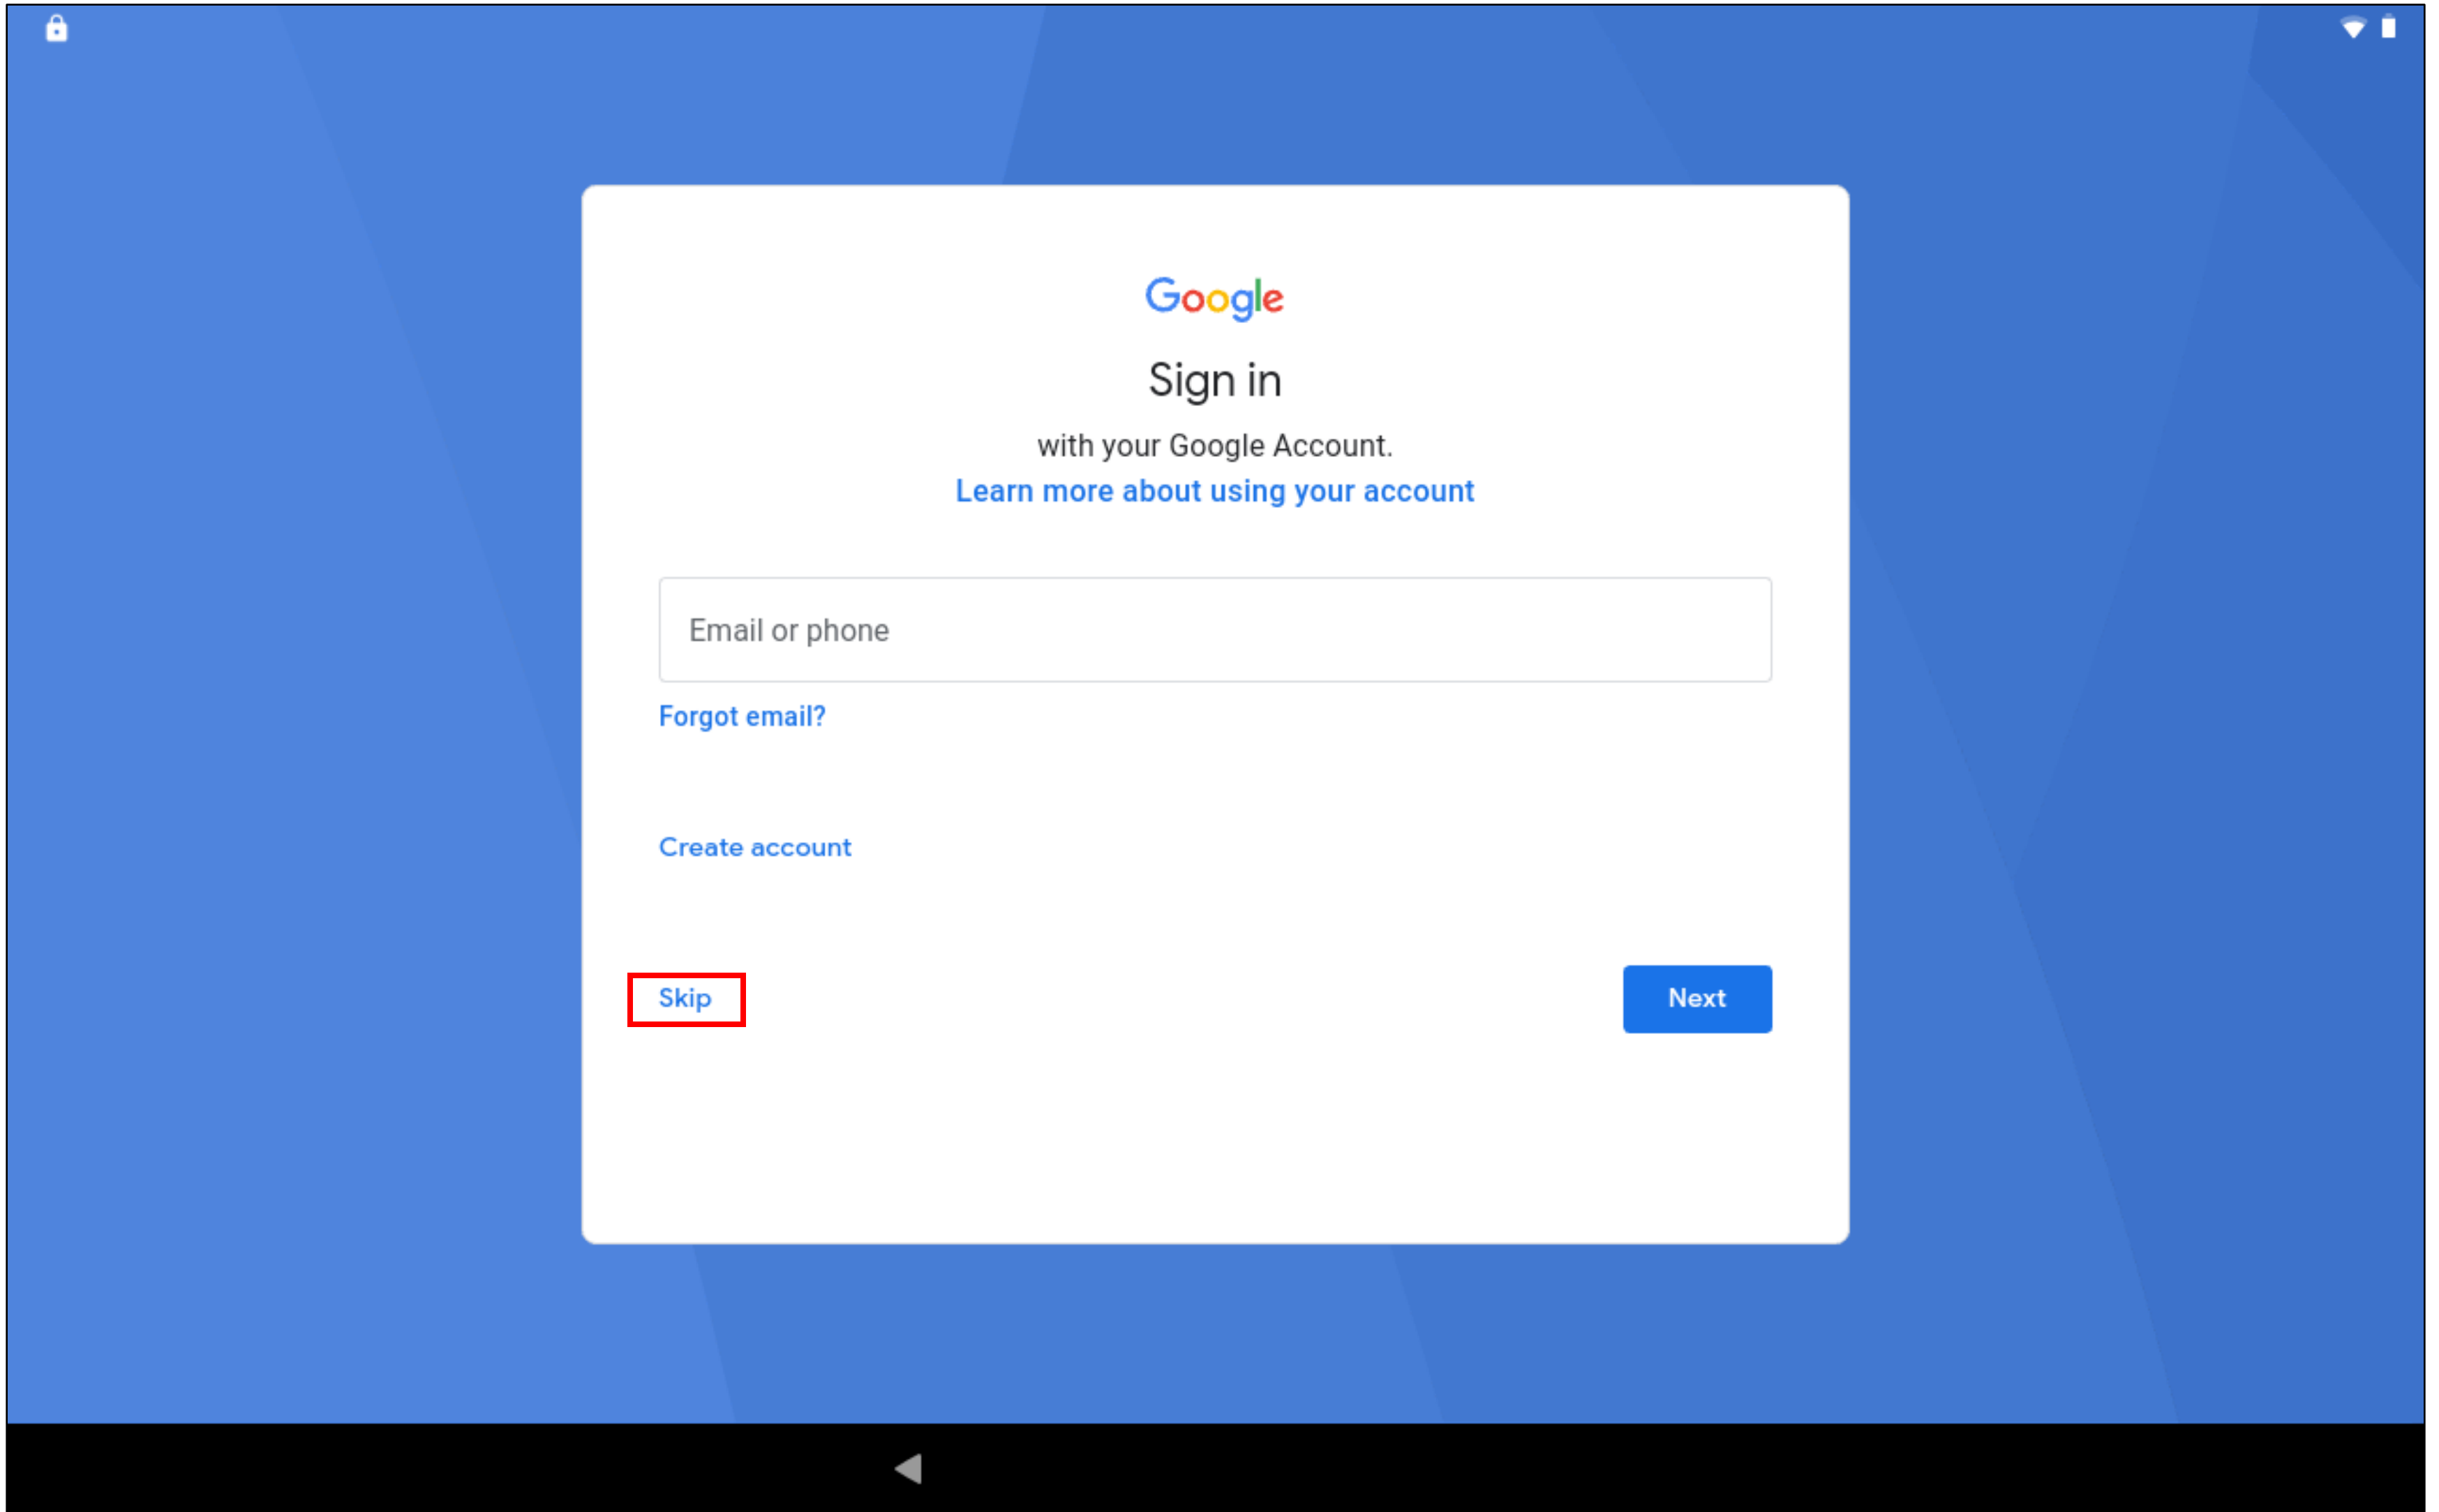 Google
Sign in
with your Google Account.
Learn more about using your account
Email or phone
Forgot email?
Create account
Skip
Next